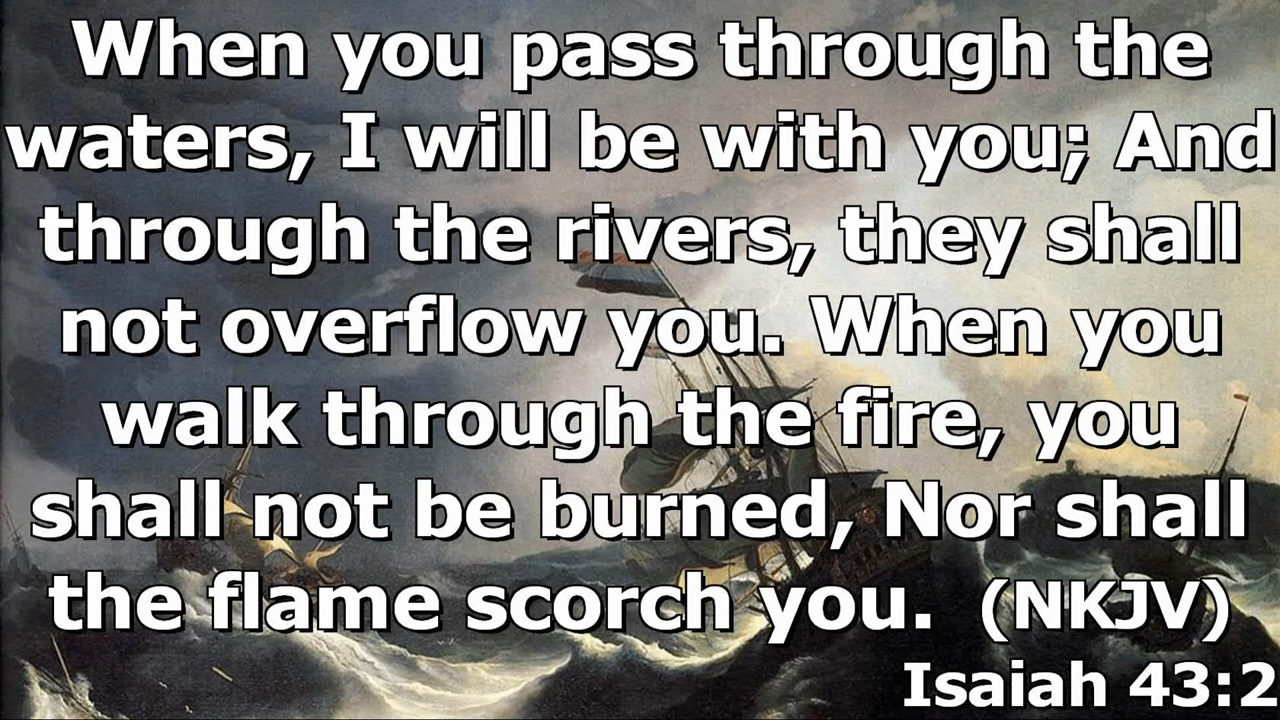 When you pass through the
waters, I will be with you; And
through the rivers, they shall
not overflow you. When you
walk through the fire, you
shall not be burned, Nor shall
the flame scorch you.  (NKJV)
Isaiah 43:2